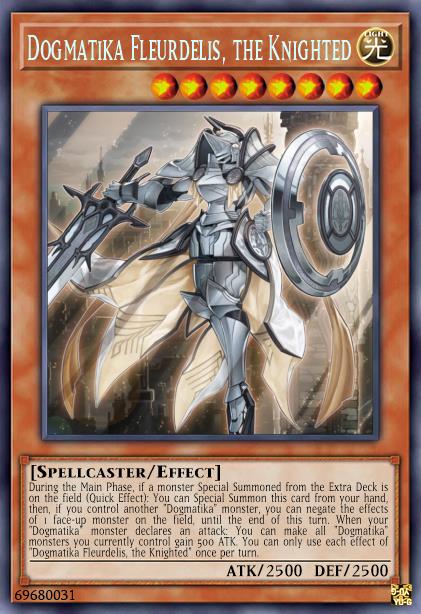 DOGMATIKA FLEURDELIS, THE KNIGHTED
LIGHT
光
[SPELLCASTER/EFFECT]
During the Main Phase, if a monster Special Summoned from the Extra Deck is
on the field (Quick Effect): You can Special Summon this card from your hand,
then, if you control another "Dogmatika" monster, you can negate the effects
of 1 face-up monster on the field, until the end of this turn. When your
"Dogmatika" monster declares an attack: You can make all "Dogmatika"
monsters you currently control gain 500 ATK. You can only use each effect of
"Dogmatika Fleurdelis, the Knighted" once per turn.
ATK/2500 DEF/2500
69680031